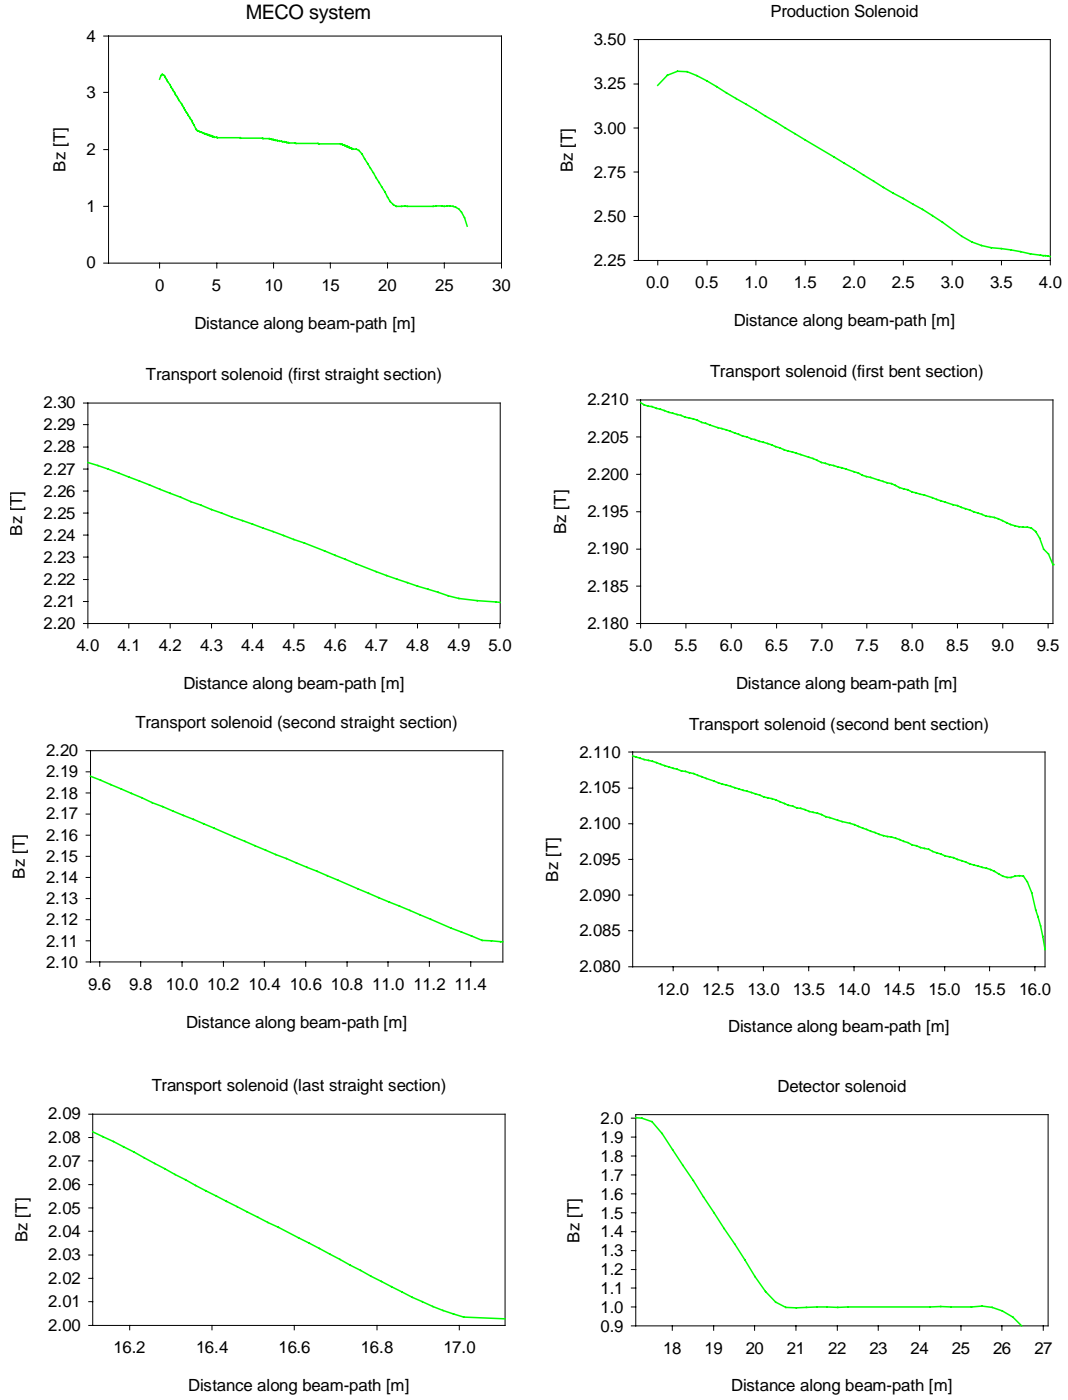 MECO system
4
3
2
1
0
Bz [T]
0 5 10 15 20 25 30
Distance along beam-path [m]
Production Solenoid
3.50
3.25
3.00
2.75
2.50
2.25
Bz [T]
0.0 0.5 1.0 1.5 2.0 2.5 3.0 3.5 4.0
Distance along beam-path [m]
Transport solenoid (first straight section)
2.30
2.29
2.28
2.27
2.26
2.25
2.24
2.23
2.22
2.21
2.20
Bz [T]
4.0 4.1 4.2 4.3 4.4 4.5 4.6 4.7 4.8 4.9 5.0
Distance along beam-path [m]
Transport solenoid (first bent section)
2.210
2.205
2.200
2.195
2.190
2.185
2.180
Bz [T]
5.0 5.5 6.0 6.5 7.0 7.5 8.0 8.5 9.0 9.5
Distance along beam-path [m]
Transport solenoid (second straight section)
2.20
2.19
2.18
2.17
2.16
2.15
2.14
2.13
2.12
2.11
2.10
Bz [T]
9.6 9.8 10.0 10.2 10.4 10.6 10.8 11.0 11.2 11.4
Distance along beam-path [m]
Transport solenoid (second bent section)
2.110
2.105
2.100
2.095
2.090
2.085
2.080
Bz [T]
12.0 12.5 13.0 13.5 14.0 14.5 15.0 15.5 16.0
Distance along beam-path [m]
Transport solenoid (last straight section)
2.09
2.08
2.07
2.06
2.05
2.04
2.03
2.02
2.01
2.00
Bz [T]
16.2 16.4 16.6 16.8 17.0
Distance along beam-path [m]
Detector solenoid
2.0
1.9
1.8
1.7
1.6
1.5
1.4
1.3
1.2
1.1
1.0
0.9
Bz [T]
18 19 20 21 22 23 24 25 26 27
Distance along beam-path [m]